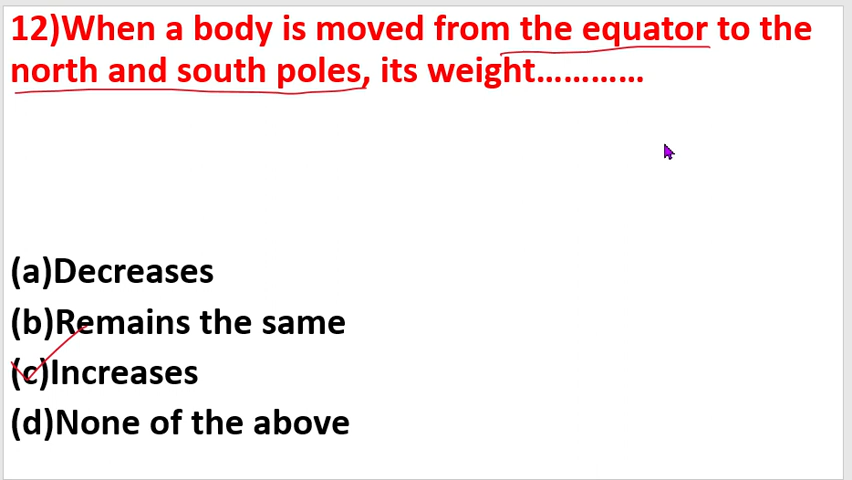 12)When a body is moved from the equator to the
north and south poles, its weight…………
(a)Decreases
(b)Remains the same
(c)Increases
(d)None of the above